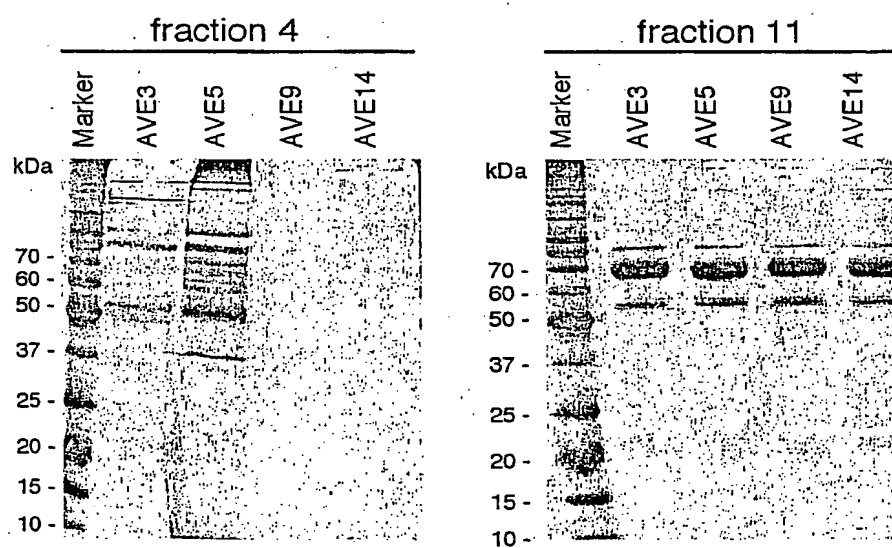 fraction 4
Marker AVE3 AVE5 AVE9 AVE14
kDa
70 -
60 -
50 -
37 -
25 -
20 -
15 -
10 -
fraction 11
Marker AVE3 AVE5 AVE9 AVE14
kDa
70 -
60 -
50 -
37 -
25 -
20 -
15 -
10 -